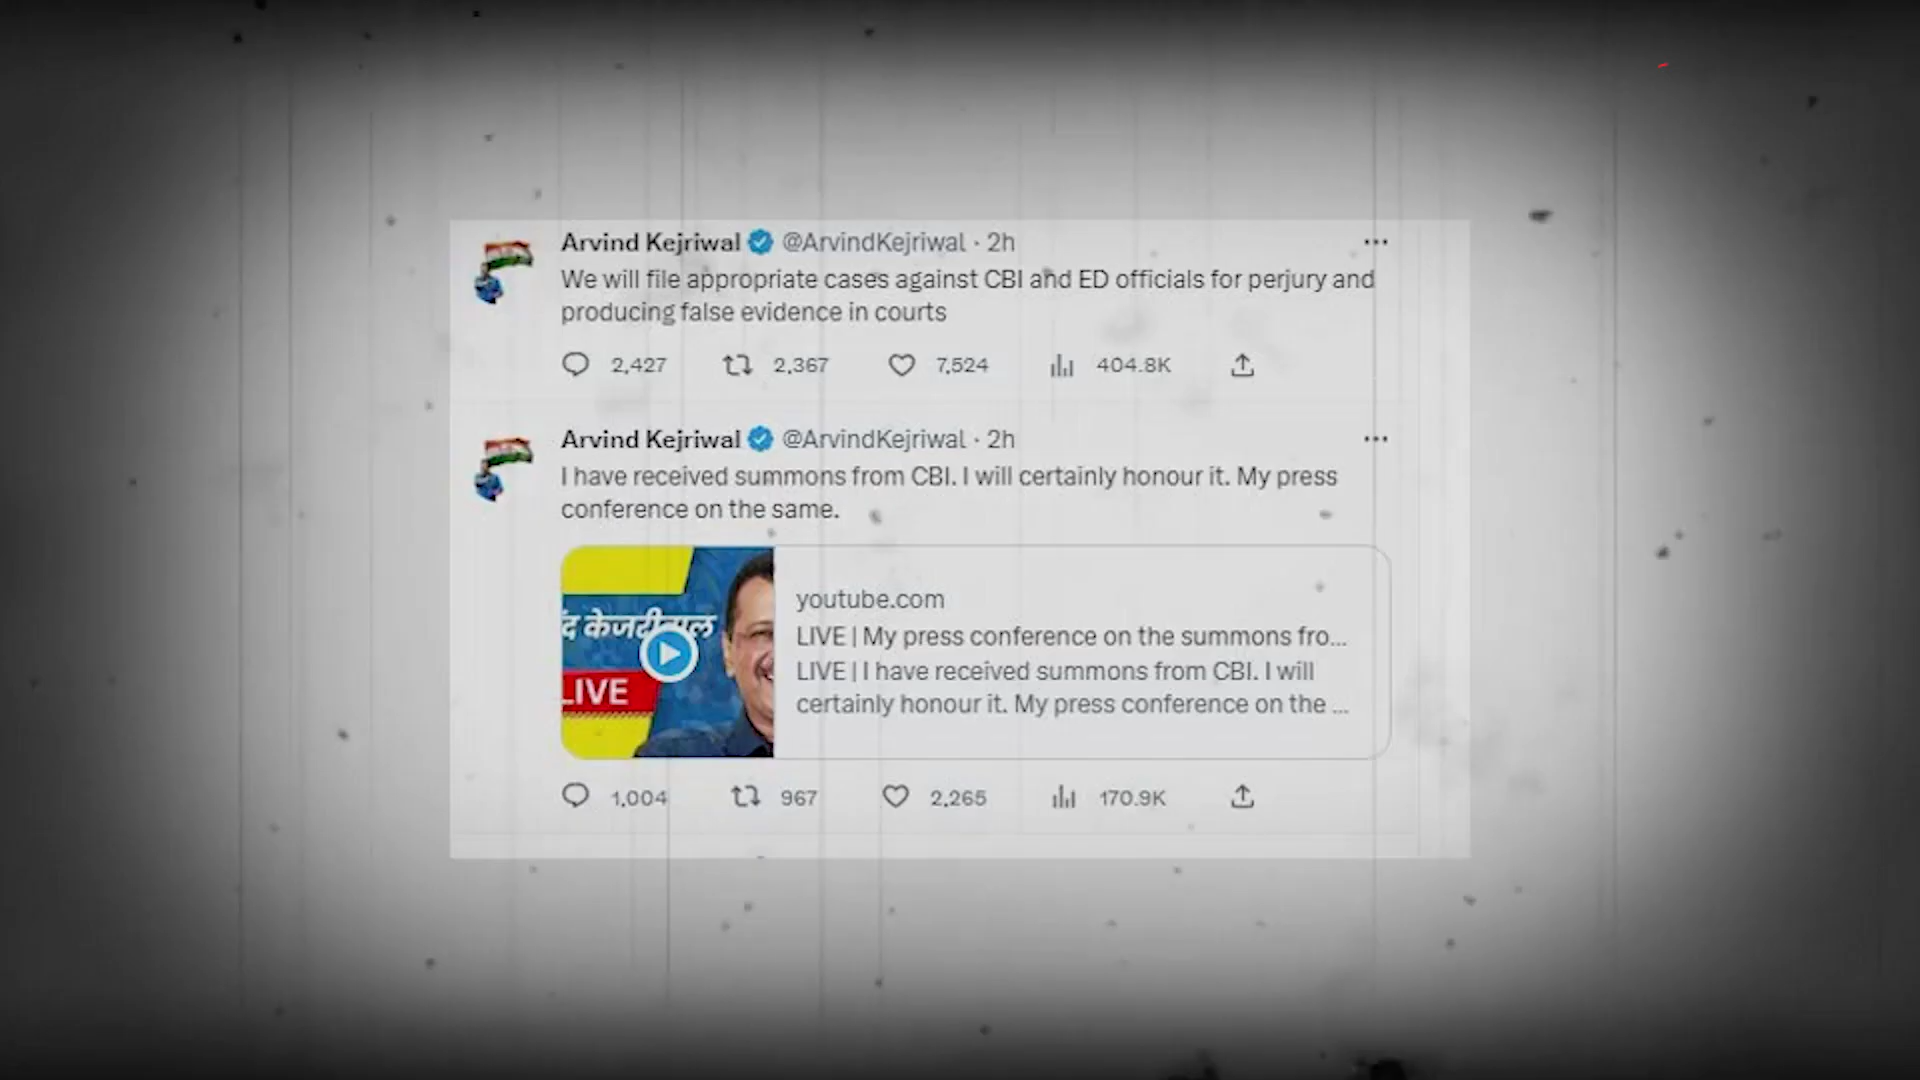 Arvind Kejriwal @ArvindKejriwal · 2h
We will file appropriate cases against CBI and ED officials for perjury and
producing false evidence in courts
2,427 2,367 7,524 404.8K
Arvind Kejriwal @ArvindKejriwal · 2h
I have received summons from CBI. I will certainly honour it. My press
conference on the same.
केजरीवाल
LIVE
youtube.com
LIVE | My press conference on the summons fro...
LIVE | I have received summons from CBI. I will
certainly honour it. My press conference on the ...
1,004 967 2,265 170.9K